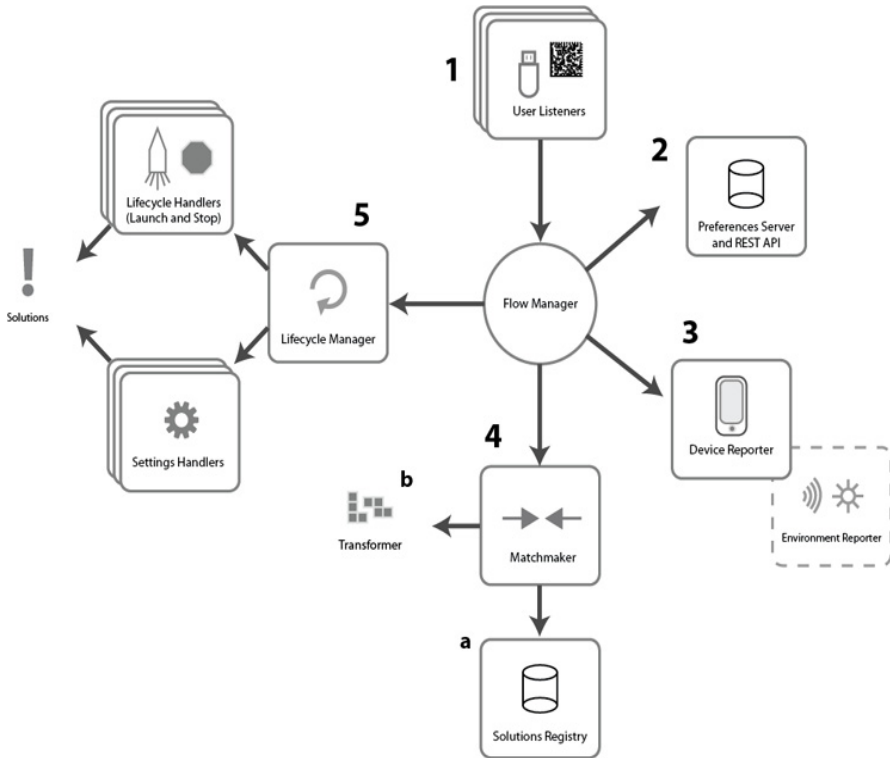 1
User Listeners
2
Preferences Server
and REST API
Lifecycle Handlers
(Launch and Stop)
5
Solutions
Lifecycle Manager
Flow Manager
3
Device Reporter
Environment Reporter
Settings Handlers
4
b
Transformer
Matchmaker
a
Solutions Registry